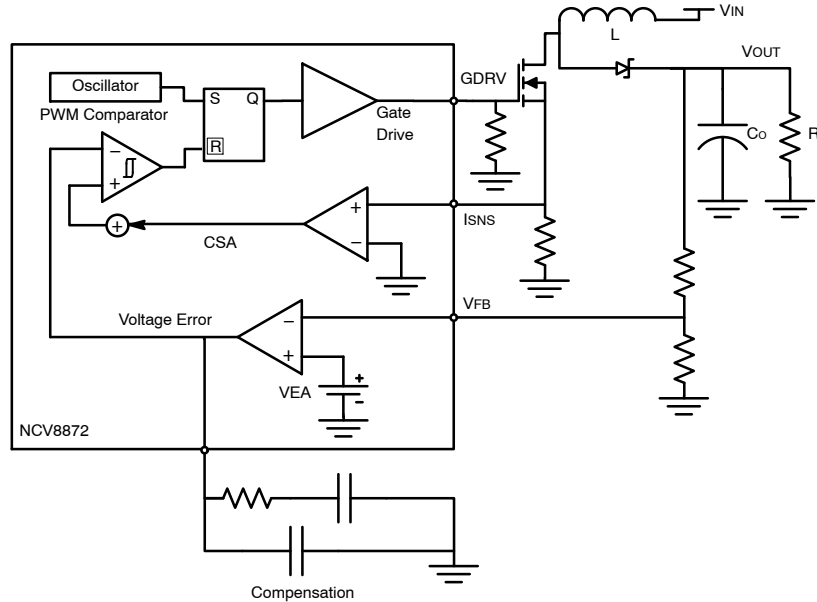 VIN
L
VOUT
GDRV
Oscillator
S
Q
PWM Comparator
Gate
Drive
R
CO
R
−
+
+
+
−
ISNS
CSA
VFB
Voltage Error
−
+
VEA
+
−
NCV8872
Compensation